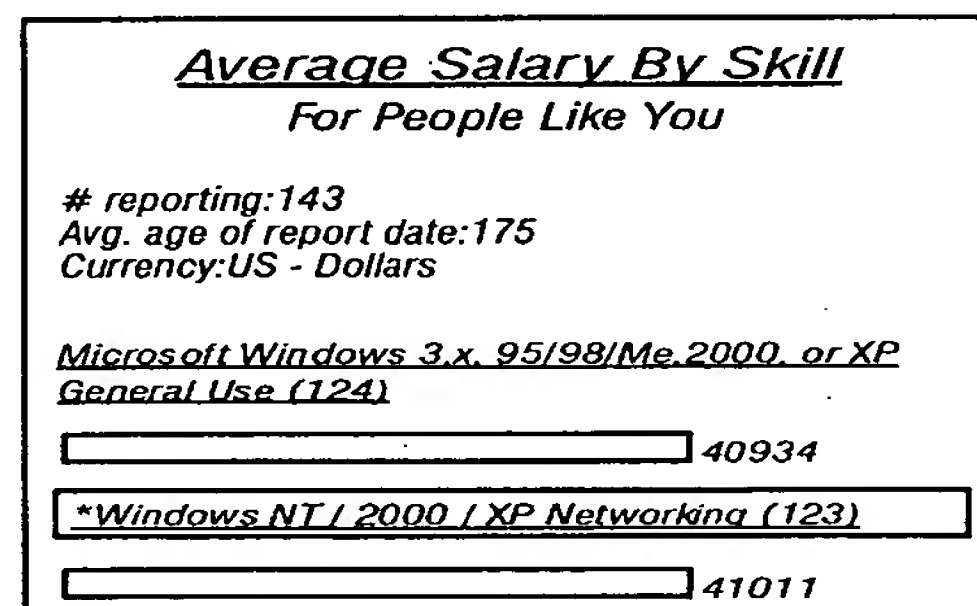 Average Salary By Skill
For People Like You
# reporting:143
Avg. age of report date:175
Currency:US - Dollars
Microsoft Windows 3.x, 95/98/Me,2000, or XP
General Use (124)
40934
*Windows NT / 2000 / XP Networking (123)
41011